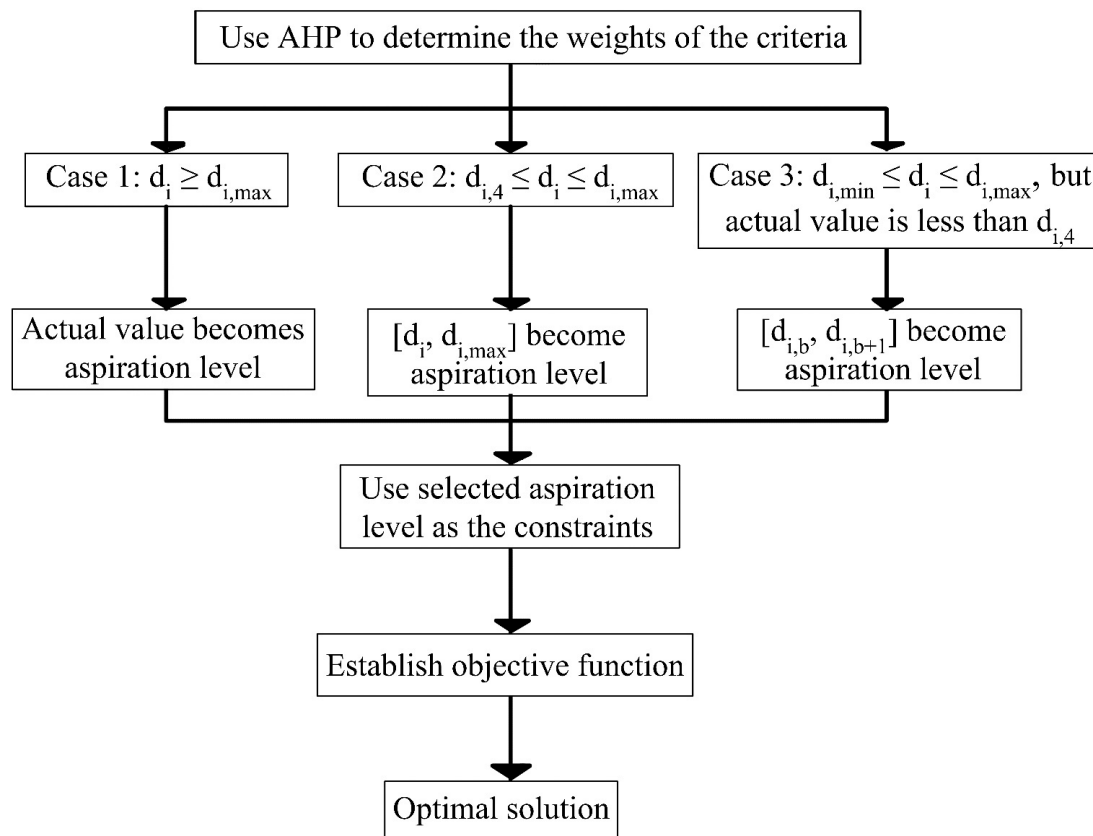 Use AHP to determine the weights of the criteria
Case 1: d_i ≥ d_i,max
Case 2: d_i,4 ≤ d_i ≤ d_i,max
Case 3: d_i,min ≤ d_i ≤ d_i,max, but
actual value is less than d_i,4
Actual value becomes
aspiration level
[d_i, d_i,max] become
aspiration level
[d_i,b, d_i,b+1] become
aspiration level
Use selected aspiration
level as the constraints
Establish objective function
Optimal solution